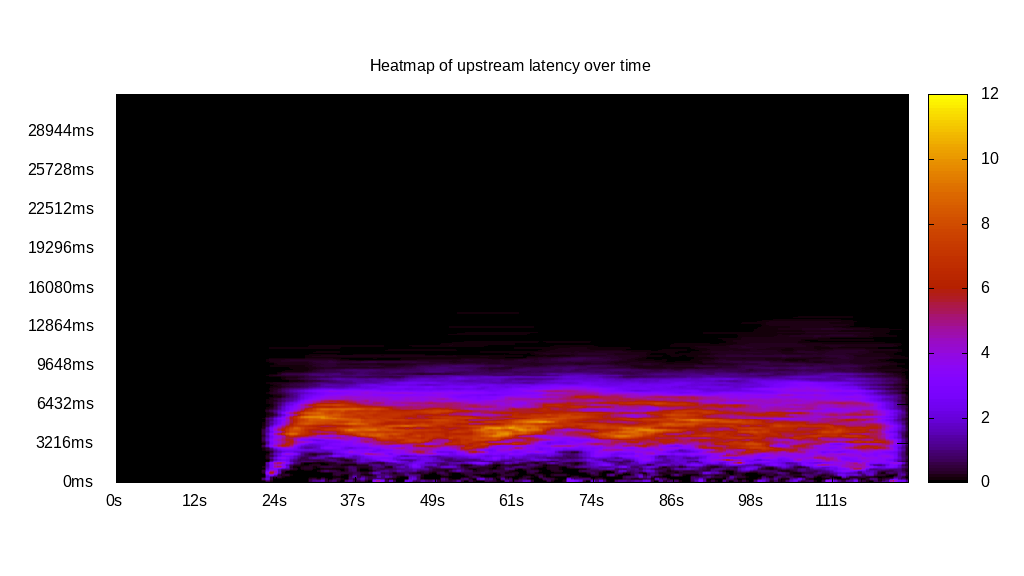 Heatmap of upstream latency over time
28944ms
25728ms
22512ms
19296ms
16080ms
12864ms
9648ms
6432ms
3216ms
0ms
0s 12s 24s 37s 49s 61s 74s 86s 98s 111s
12
10
8
6
4
2
0